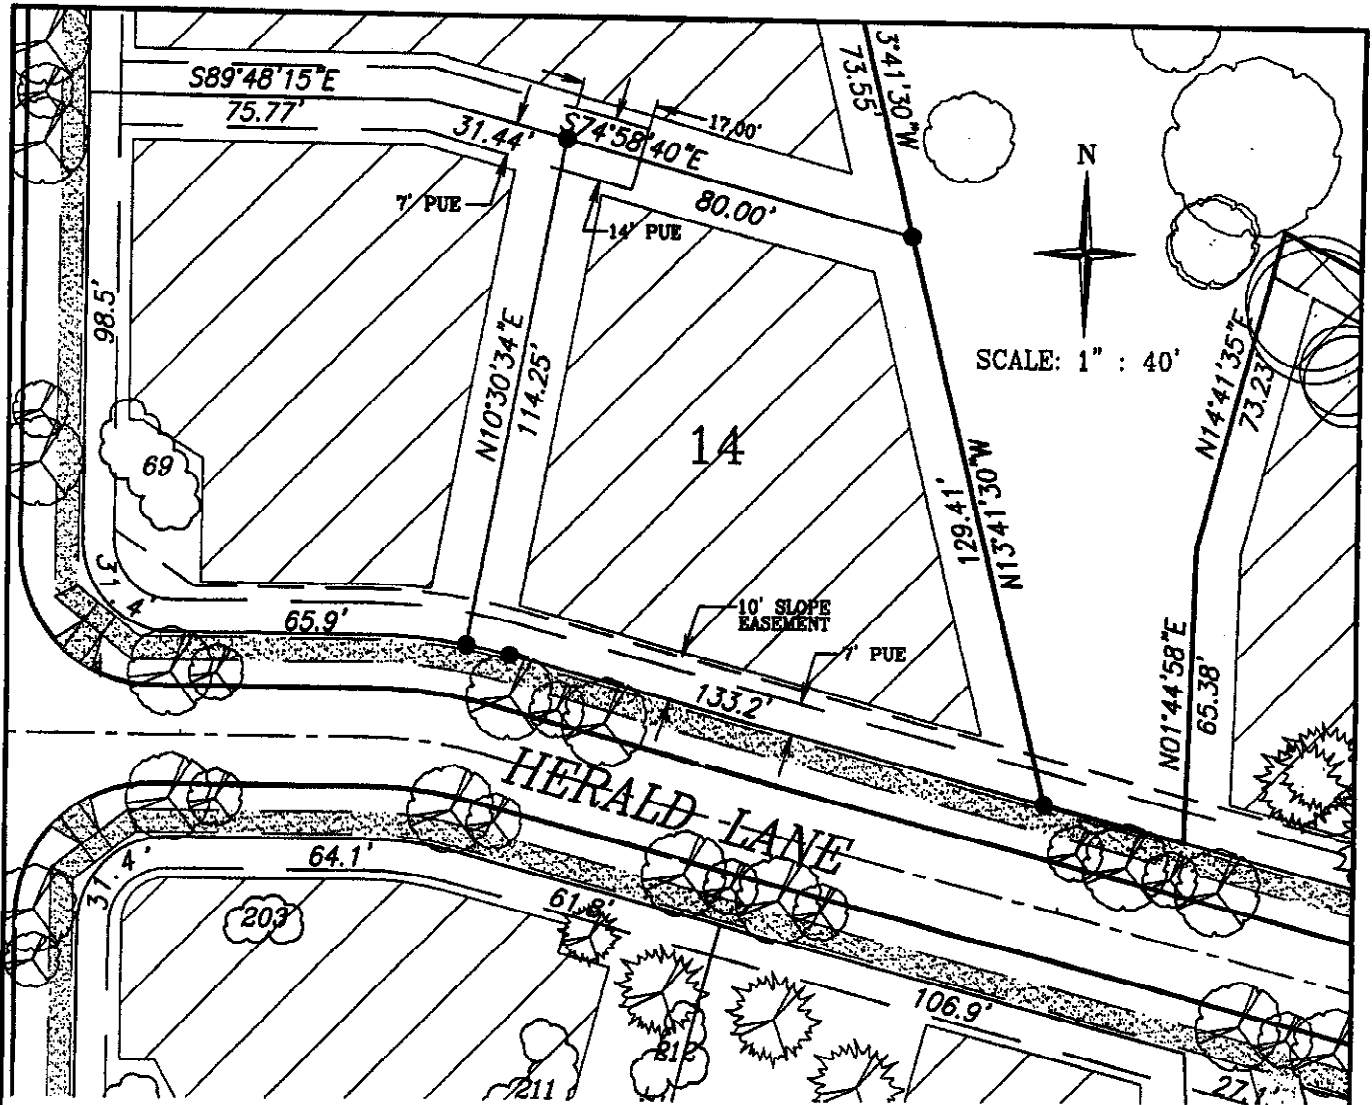 S89°48'15"E
75.77'
31.44'
S74°58'40"E
17.00'
73.55'
3°41'30"W
7' PUE
14' PUE
80.00'
N
SCALE: 1" : 40'
98.5'
N10°30'34"E
114.25'
14
129.41'
N13°41'30"W
N14°41'35"E
73.23'
69
31.4'
65.9'
10' SLOPE
EASEMENT
7' PUE
133.2'
N01°44'58"E
65.38'
HERALD LANE
31.4'
64.1'
61.8'
203
106.9'
212
211
27.1'